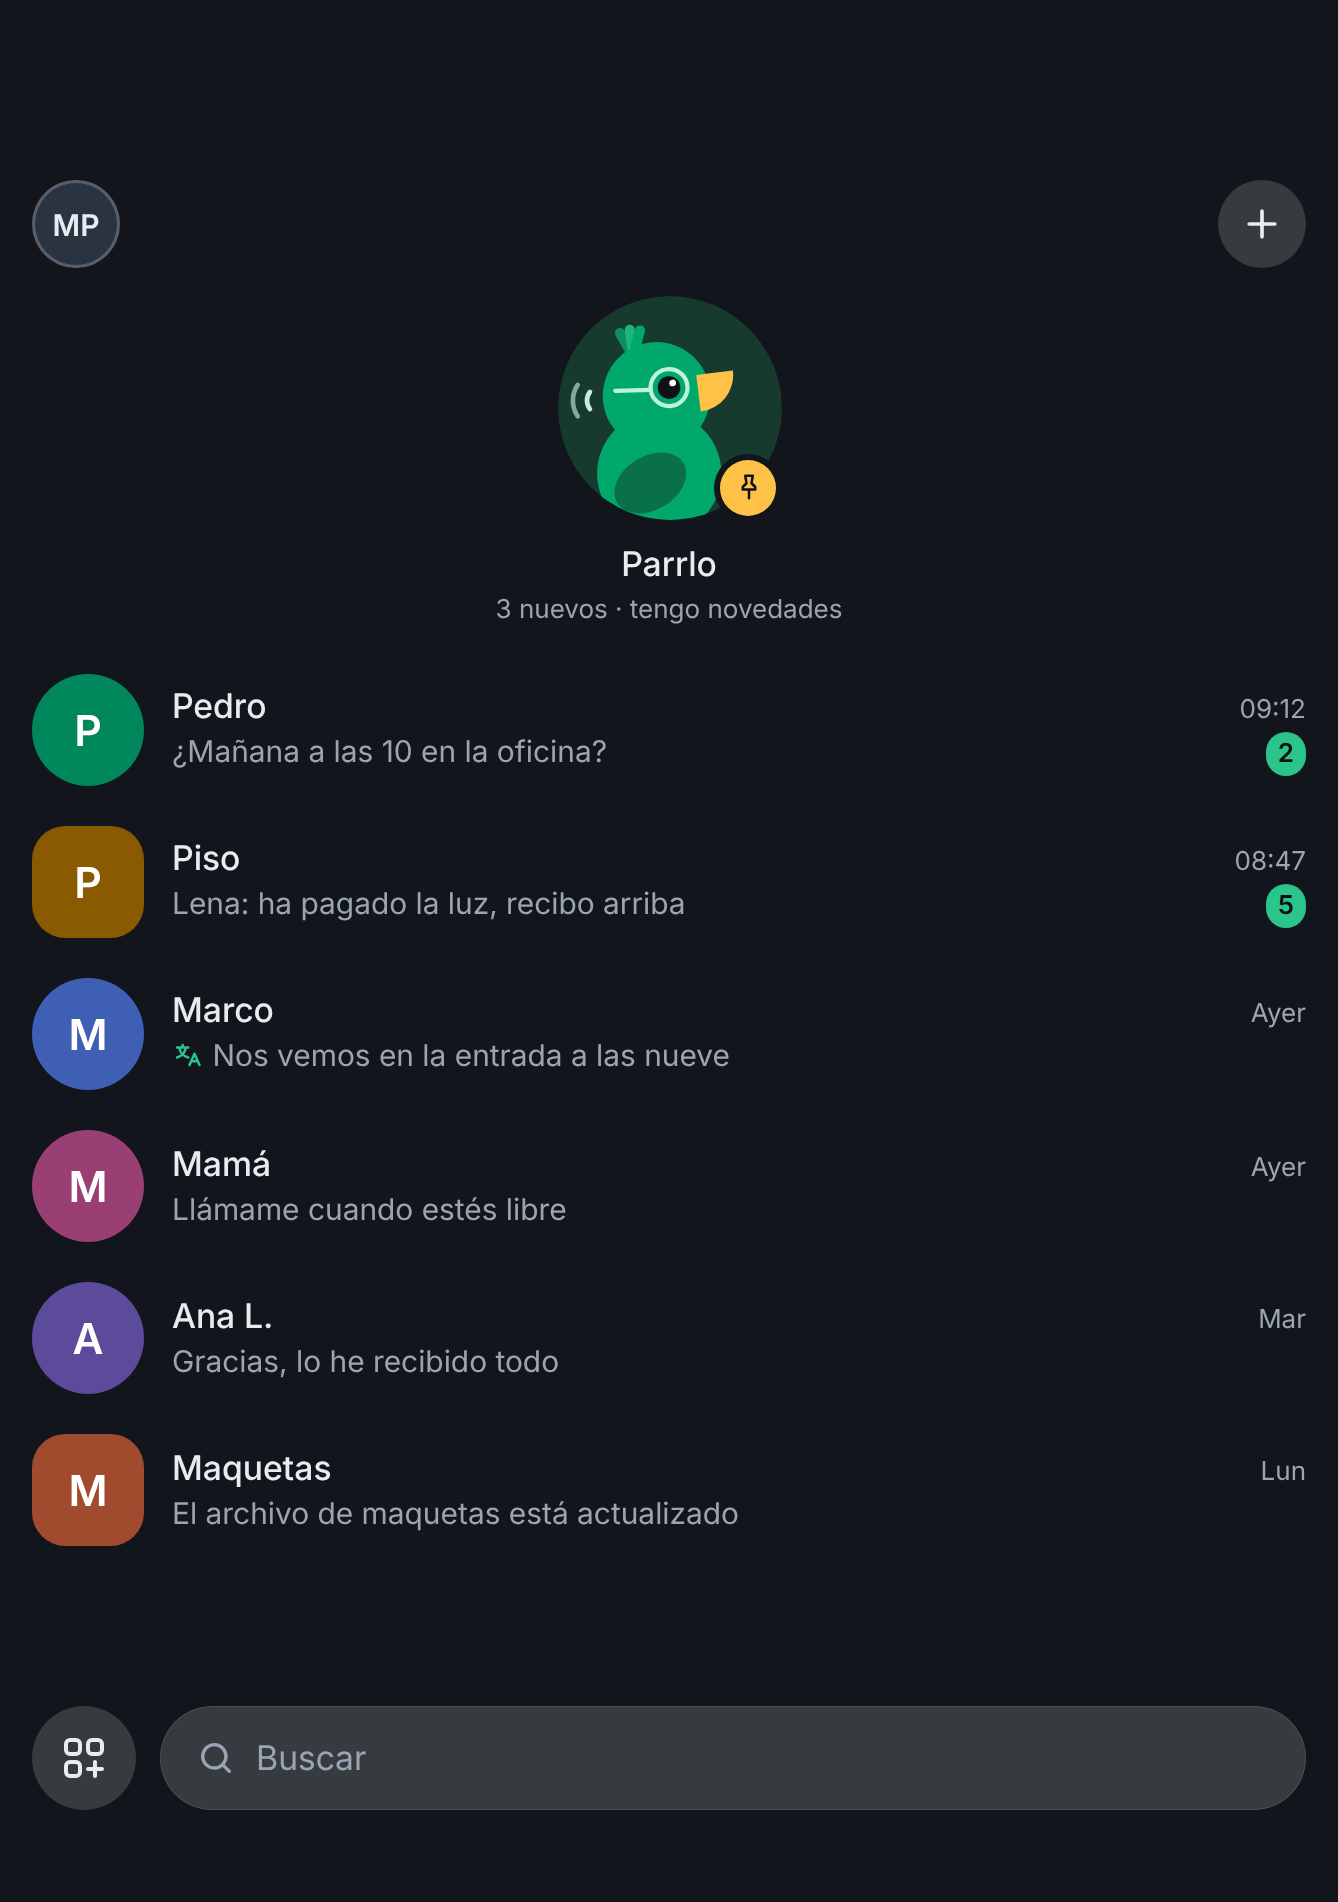 MP
Parrlo
3 nuevos · tengo novedades
P
Pedro
09:12
¿Mañana a las 10 en la oficina?
2
P
Piso
08:47
Lena: ha pagado la luz, recibo arriba
5
M
Marco
Ayer
Nos vemos en la entrada a las nueve
M
Mamá
Ayer
Llámame cuando estés libre
A
Ana L.
Mar
Gracias, lo he recibido todo
M
Maquetas
Lun
El archivo de maquetas está actualizado
Buscar